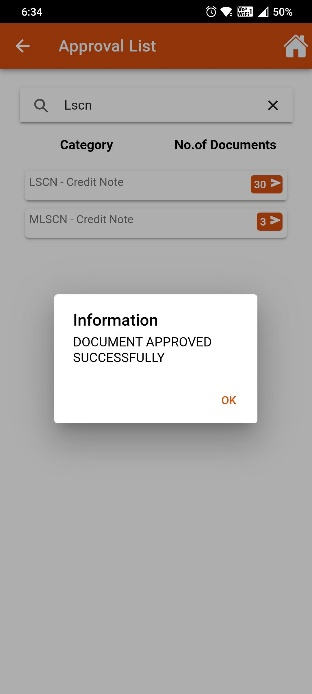 6:34
50%
Approval List
Lscn
Category No.of Documents
LSCN - Credit Note 30
MLSCN - Credit Note 3
Information
DOCUMENT APPROVED
SUCCESSFULLY
OK